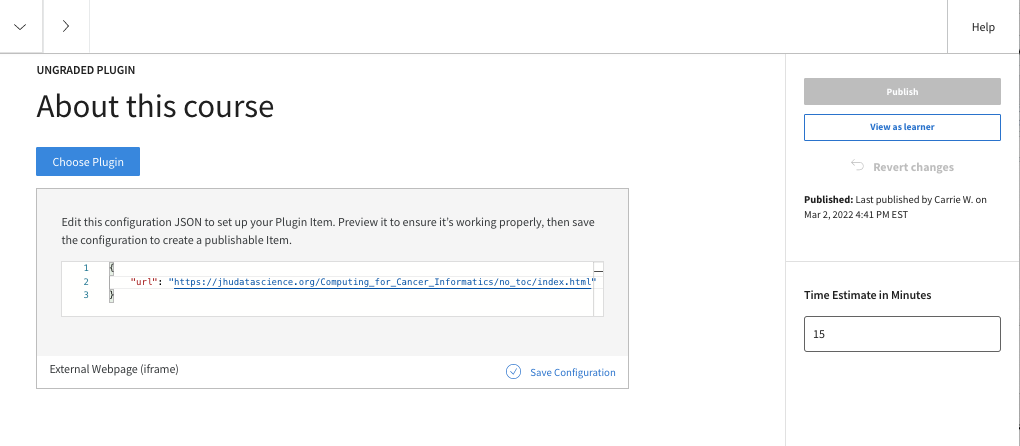 Help
UNGRADED PLUGIN
About this course
Choose Plugin
Edit this configuration JSON to set up your Plugin Item. Preview it to ensure it's working properly, then save
the configuration to create a publishable Item.
1 {
2 "url": "https://jhudatascience.org/Computing_for_Cancer_Informatics/no_toc/index.html"
3 }
External Webpage (iframe)
Save Configuration
Publish
View as learner
Revert changes
Published: Last published by Carrie W. on
Mar 2, 2022 4:41 PM EST
Time Estimate in Minutes
15